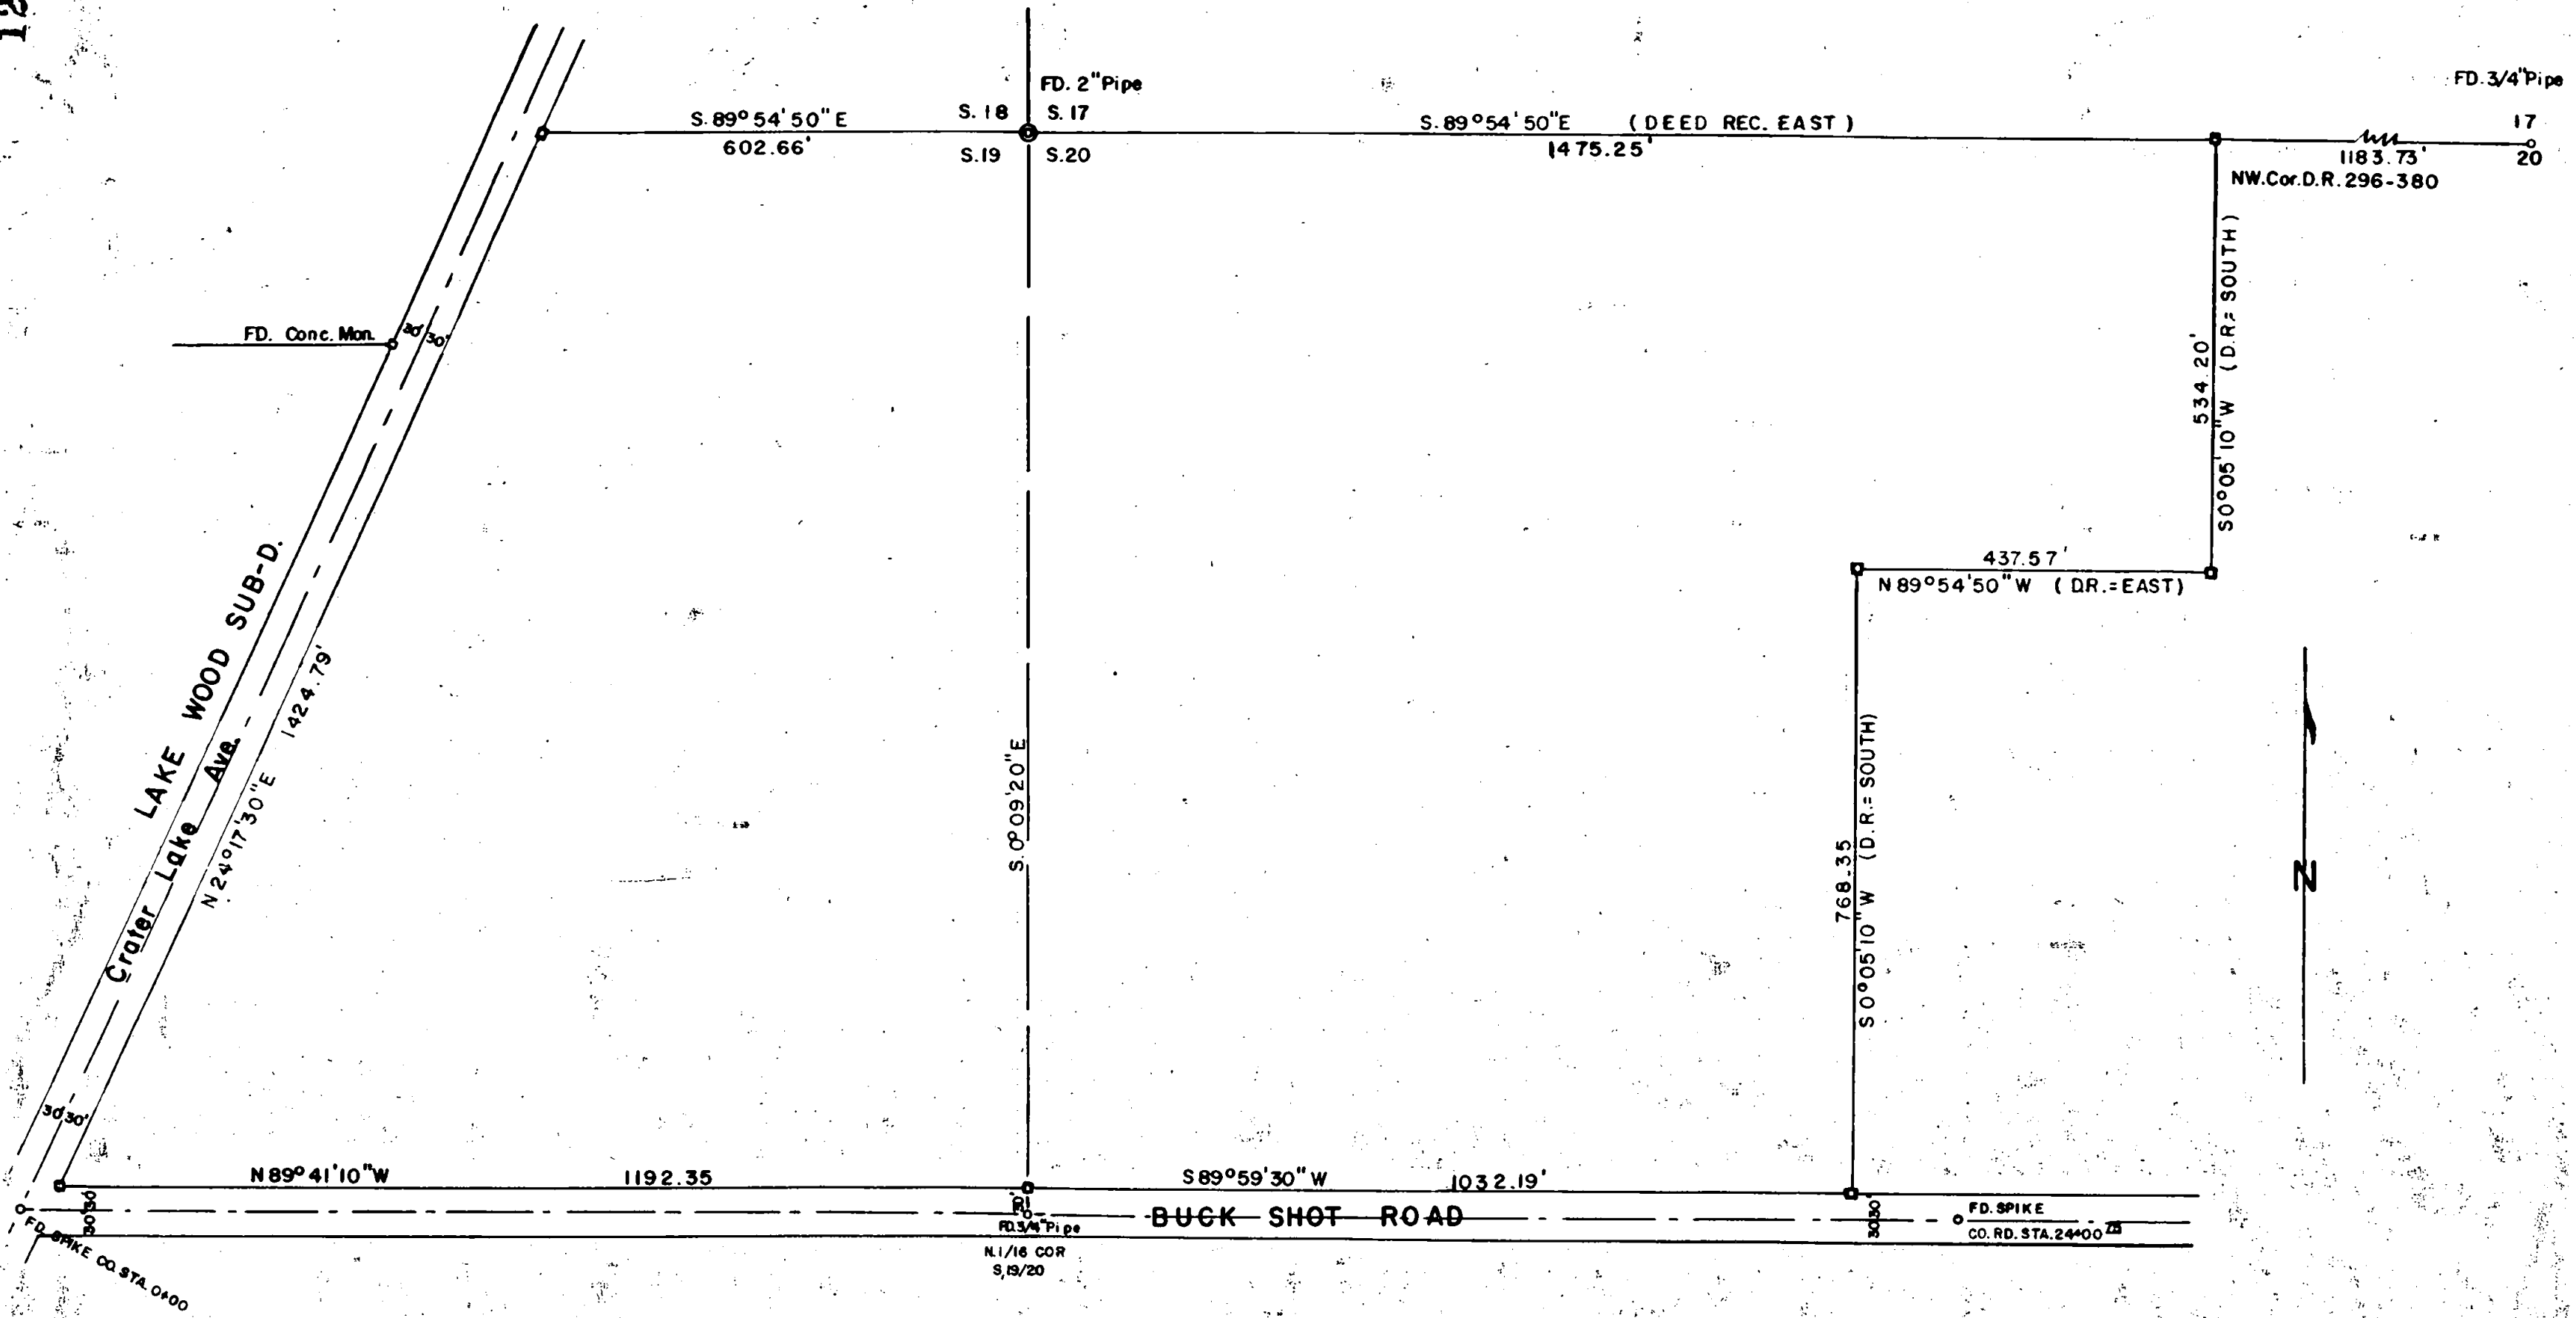 12
FD. 2" Pipe
FD. 3/4" Pipe
S. 18 S. 17
S. 89° 54' 50" E
602.66'
S.19 S.20
S. 89° 54' 50" E ( DEED REC. EAST )
1475.25'
17
20
1183.73'
NW. Cor. D.R. 296-380
534.20'
S 0° 05' 10" W ( D.R.= SOUTH )
FD. Conc. Mon.
30' 30'
437.57'
N 89° 54' 50" W ( D.R.=EAST )
LAKE WOOD SUB-D.
Crater Lake Ave.
N 24° 17' 30" E 1424.79'
S. 0° 09' 20" E
768.35
S 0° 05' 10" W (D.R.= SOUTH)
N
30' 30'
N 89° 41' 10" W 1192.35
S 89° 59' 30" W 1032.19'
30' 30'
30'
BUCK SHOT ROAD
30' 30'
FD. 3/4" Pipe
N. 1/16 COR
S, 19/20
FD. SPIKE
CO. RD. STA. 24+00
FD. SPIKE CO. STA. 0+00